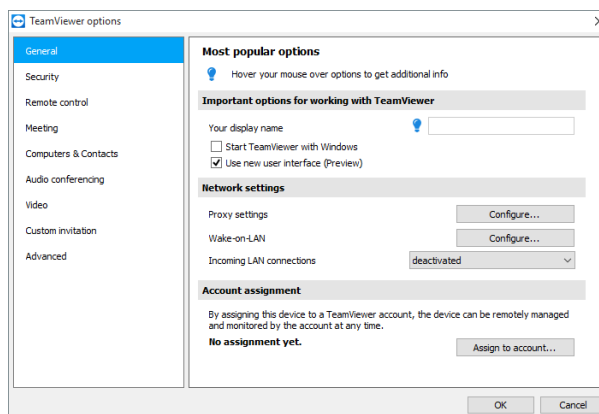 TeamViewer options
General
Security
Remote control
Meeting
Computers & Contacts
Audio conferencing
Video
Custom invitation
Advanced
Most popular options
Hover your mouse over options to get additional info
Important options for working with TeamViewer
Your display name
Start TeamViewer with Windows
Use new user interface (Preview)
Network settings
Proxy settings
Configure...
Wake-on-LAN
Configure...
Incoming LAN connections
deactivated
Account assignment
By assigning this device to a TeamViewer account, the device can be remotely managed
and monitored by the account at any time.
No assignment yet.
Assign to account...
OK
Cancel